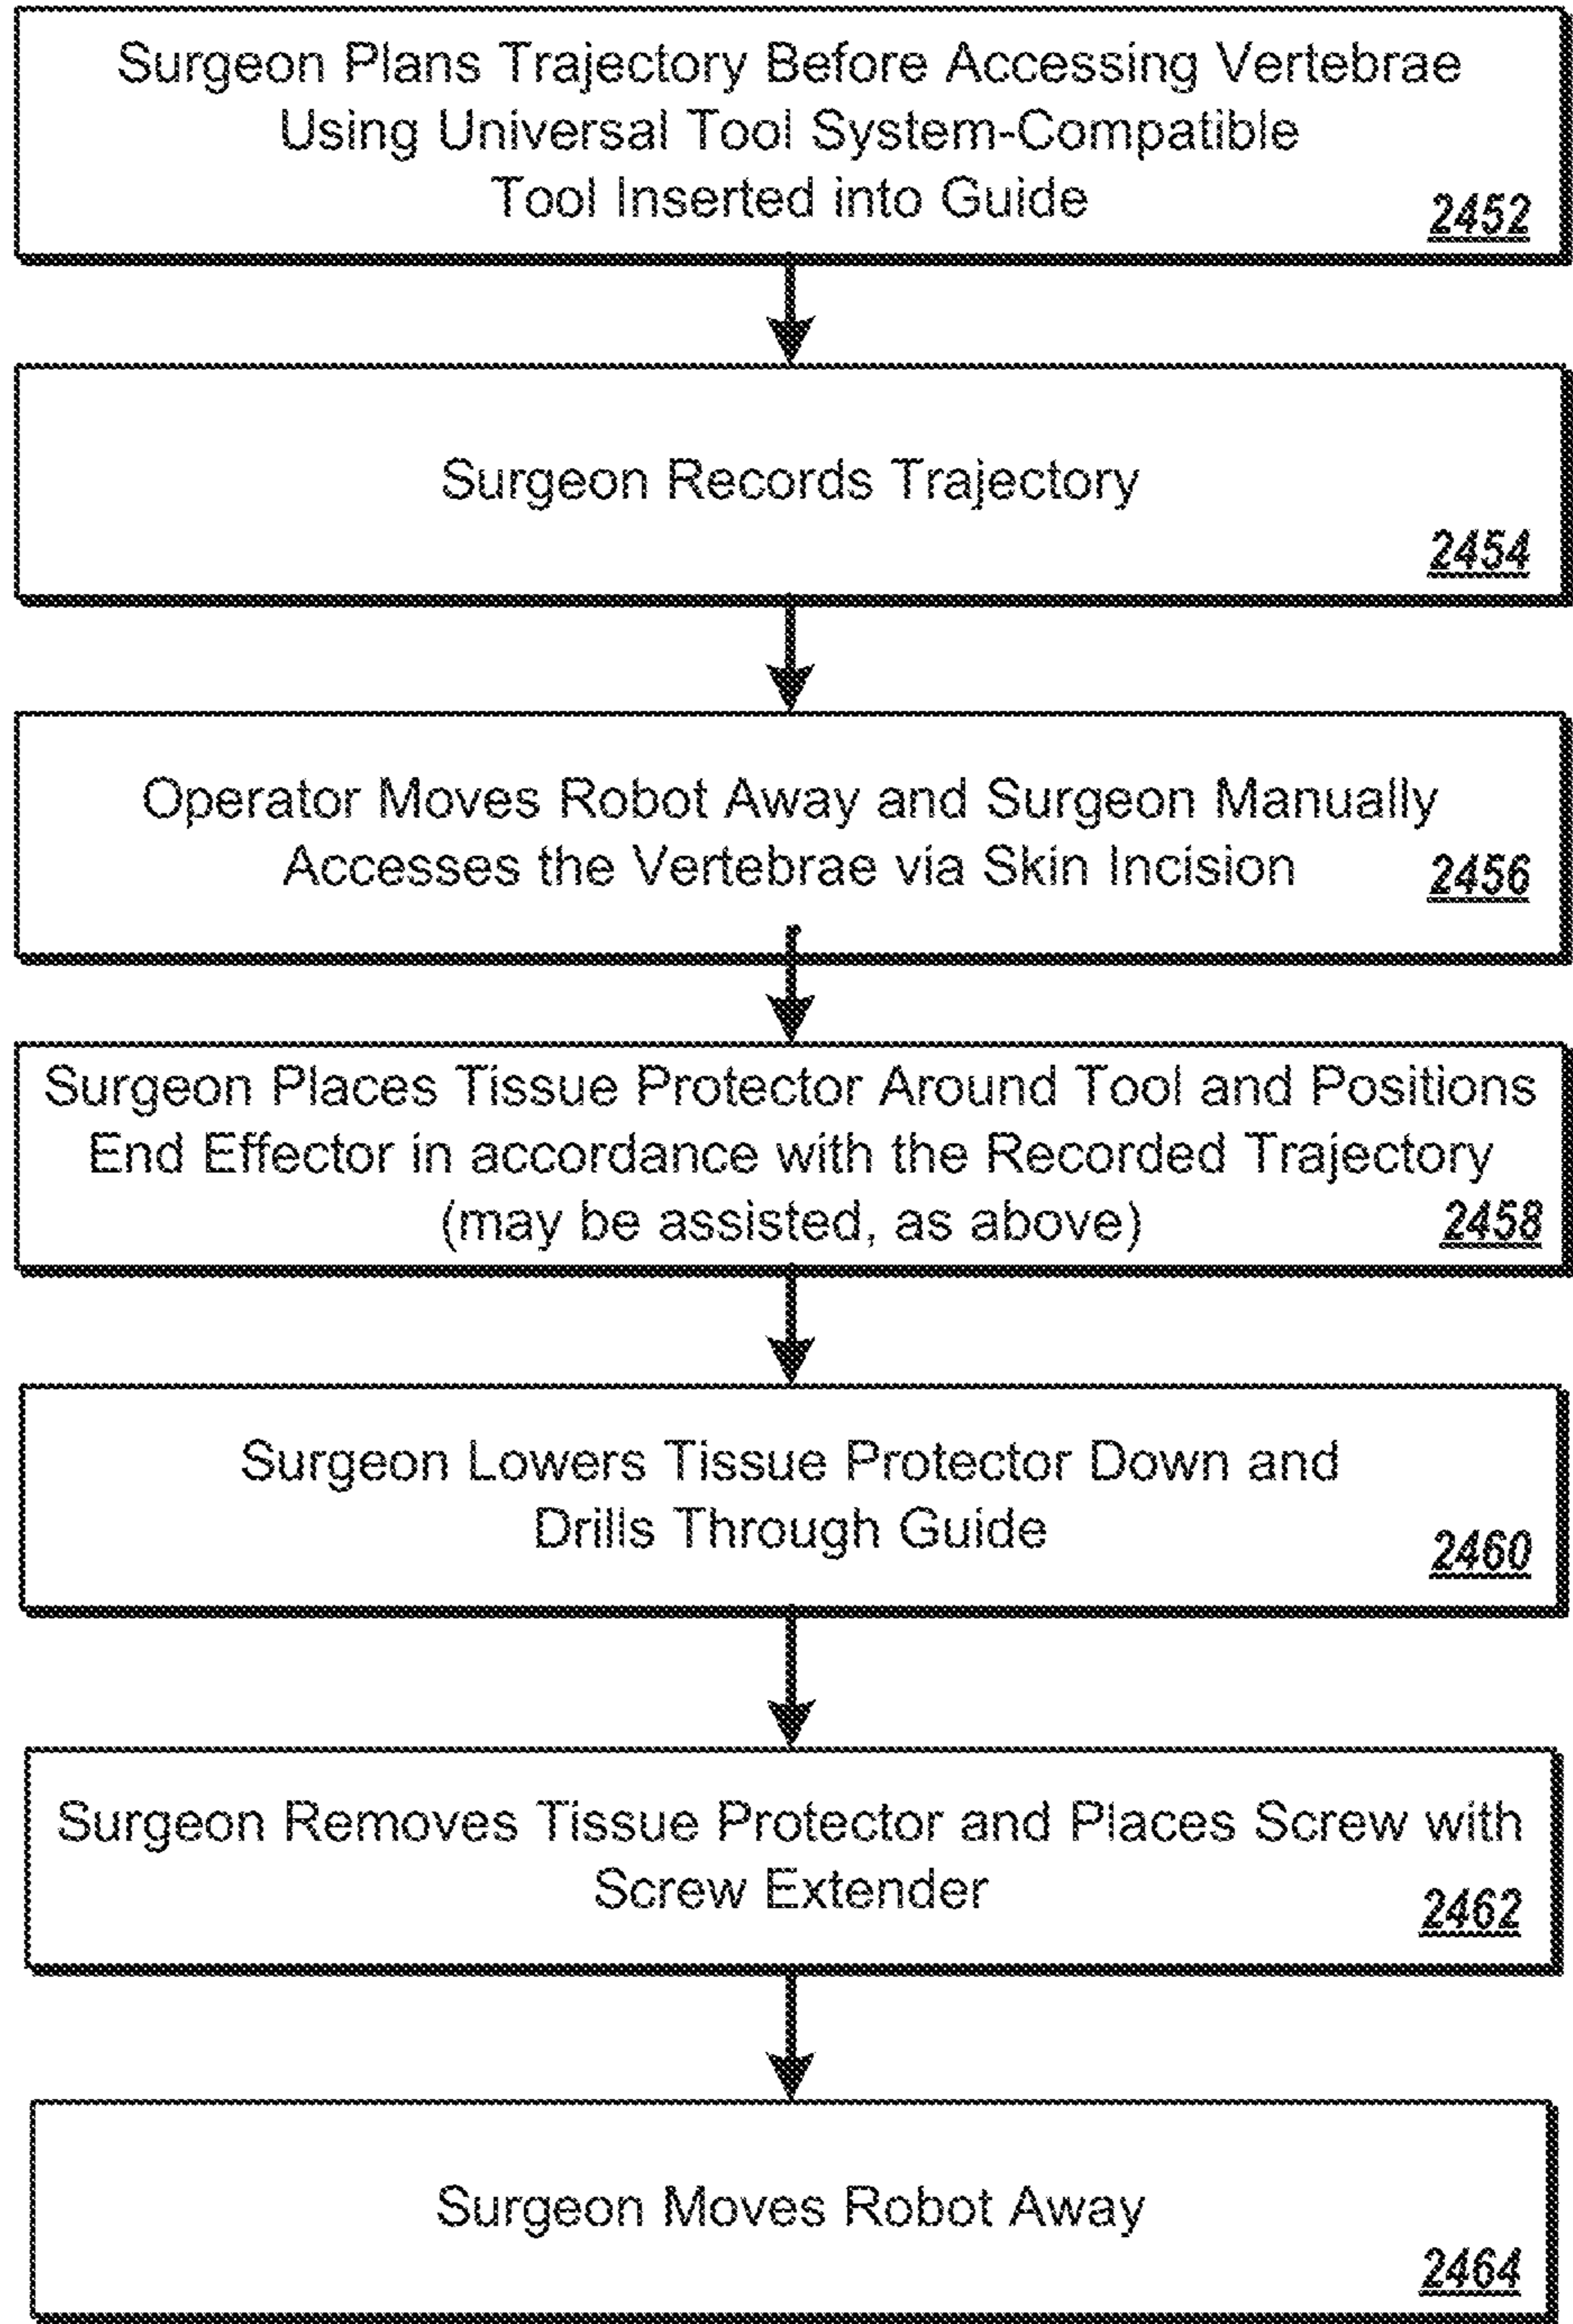 Surgeon Plans Trajectory Before Accessing Vertebrae
Using Universal Tool System-Compatible
Tool Inserted into Guide
2452
Surgeon Records Trajectory
2454
Operator Moves Robot Away and Surgeon Manually
Accesses the Vertebrae via Skin Incision
2456
Surgeon Places Tissue Protector Around Tool and Positions
End Effector in accordance with the Recorded Trajectory
(may be assisted, as above)
2458
Surgeon Lowers Tissue Protector Down and
Drills Through Guide
2460
Surgeon Removes Tissue Protector and Places Screw with
Screw Extender
2462
Surgeon Moves Robot Away
2464